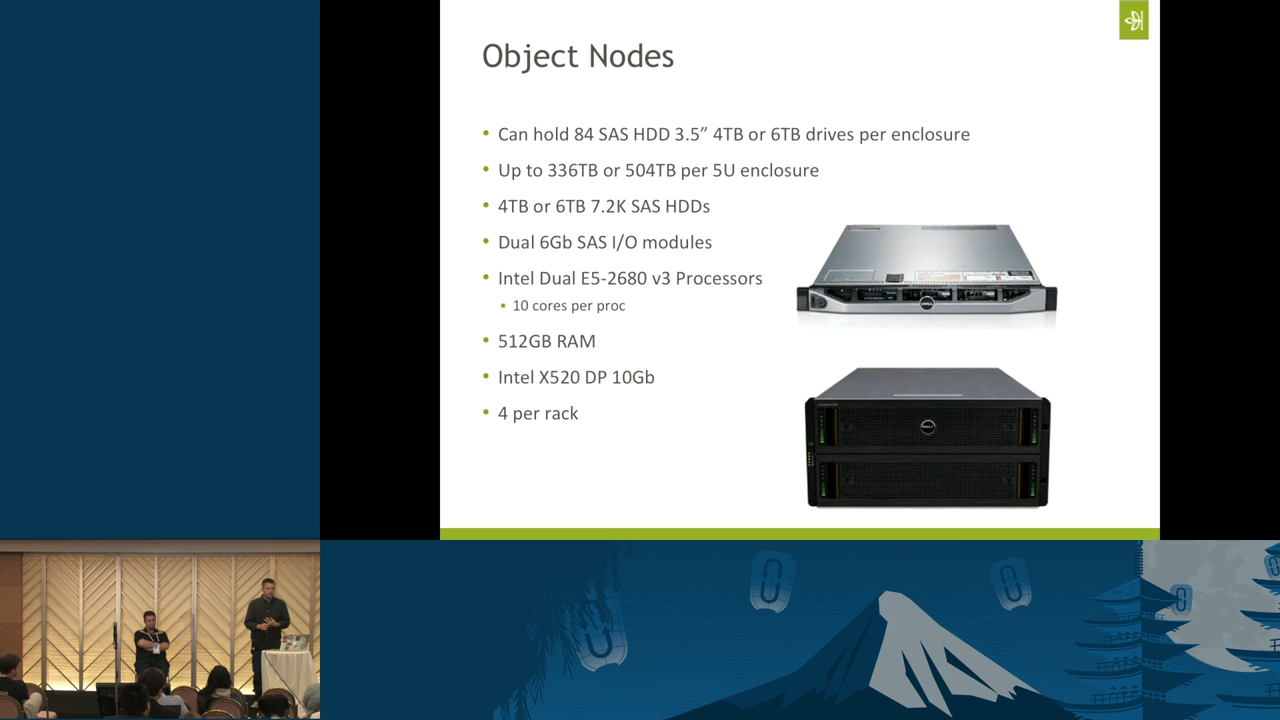 Object Nodes
• Can hold 84 SAS HDD 3.5” 4TB or 6TB drives per enclosure
• Up to 336TB or 504TB per 5U enclosure
• 4TB or 6TB 7.2K SAS HDDs
• Dual 6Gb SAS I/O modules
• Intel Dual E5-2680 v3 Processors
▪ 10 cores per proc
• 512GB RAM
• Intel X520 DP 10Gb
• 4 per rack
DELL
DELL